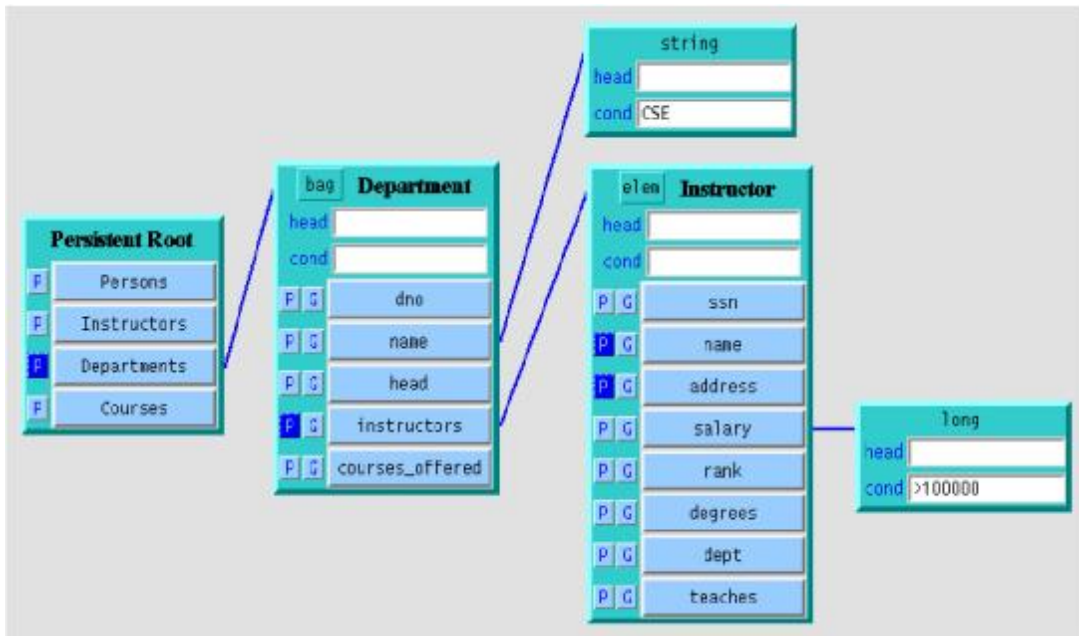 string
head
cond CSE
bag Department
head
cond
P G dno
P G name
P G head
P G instructors
P G courses_offered
elem Instructor
head
cond
P G ssn
P G name
P G address
P G salary
P G rank
P G degrees
P G dept
P G teaches
Persistent Root
P Persons
P Instructors
P Departments
P Courses
long
head
cond >100000